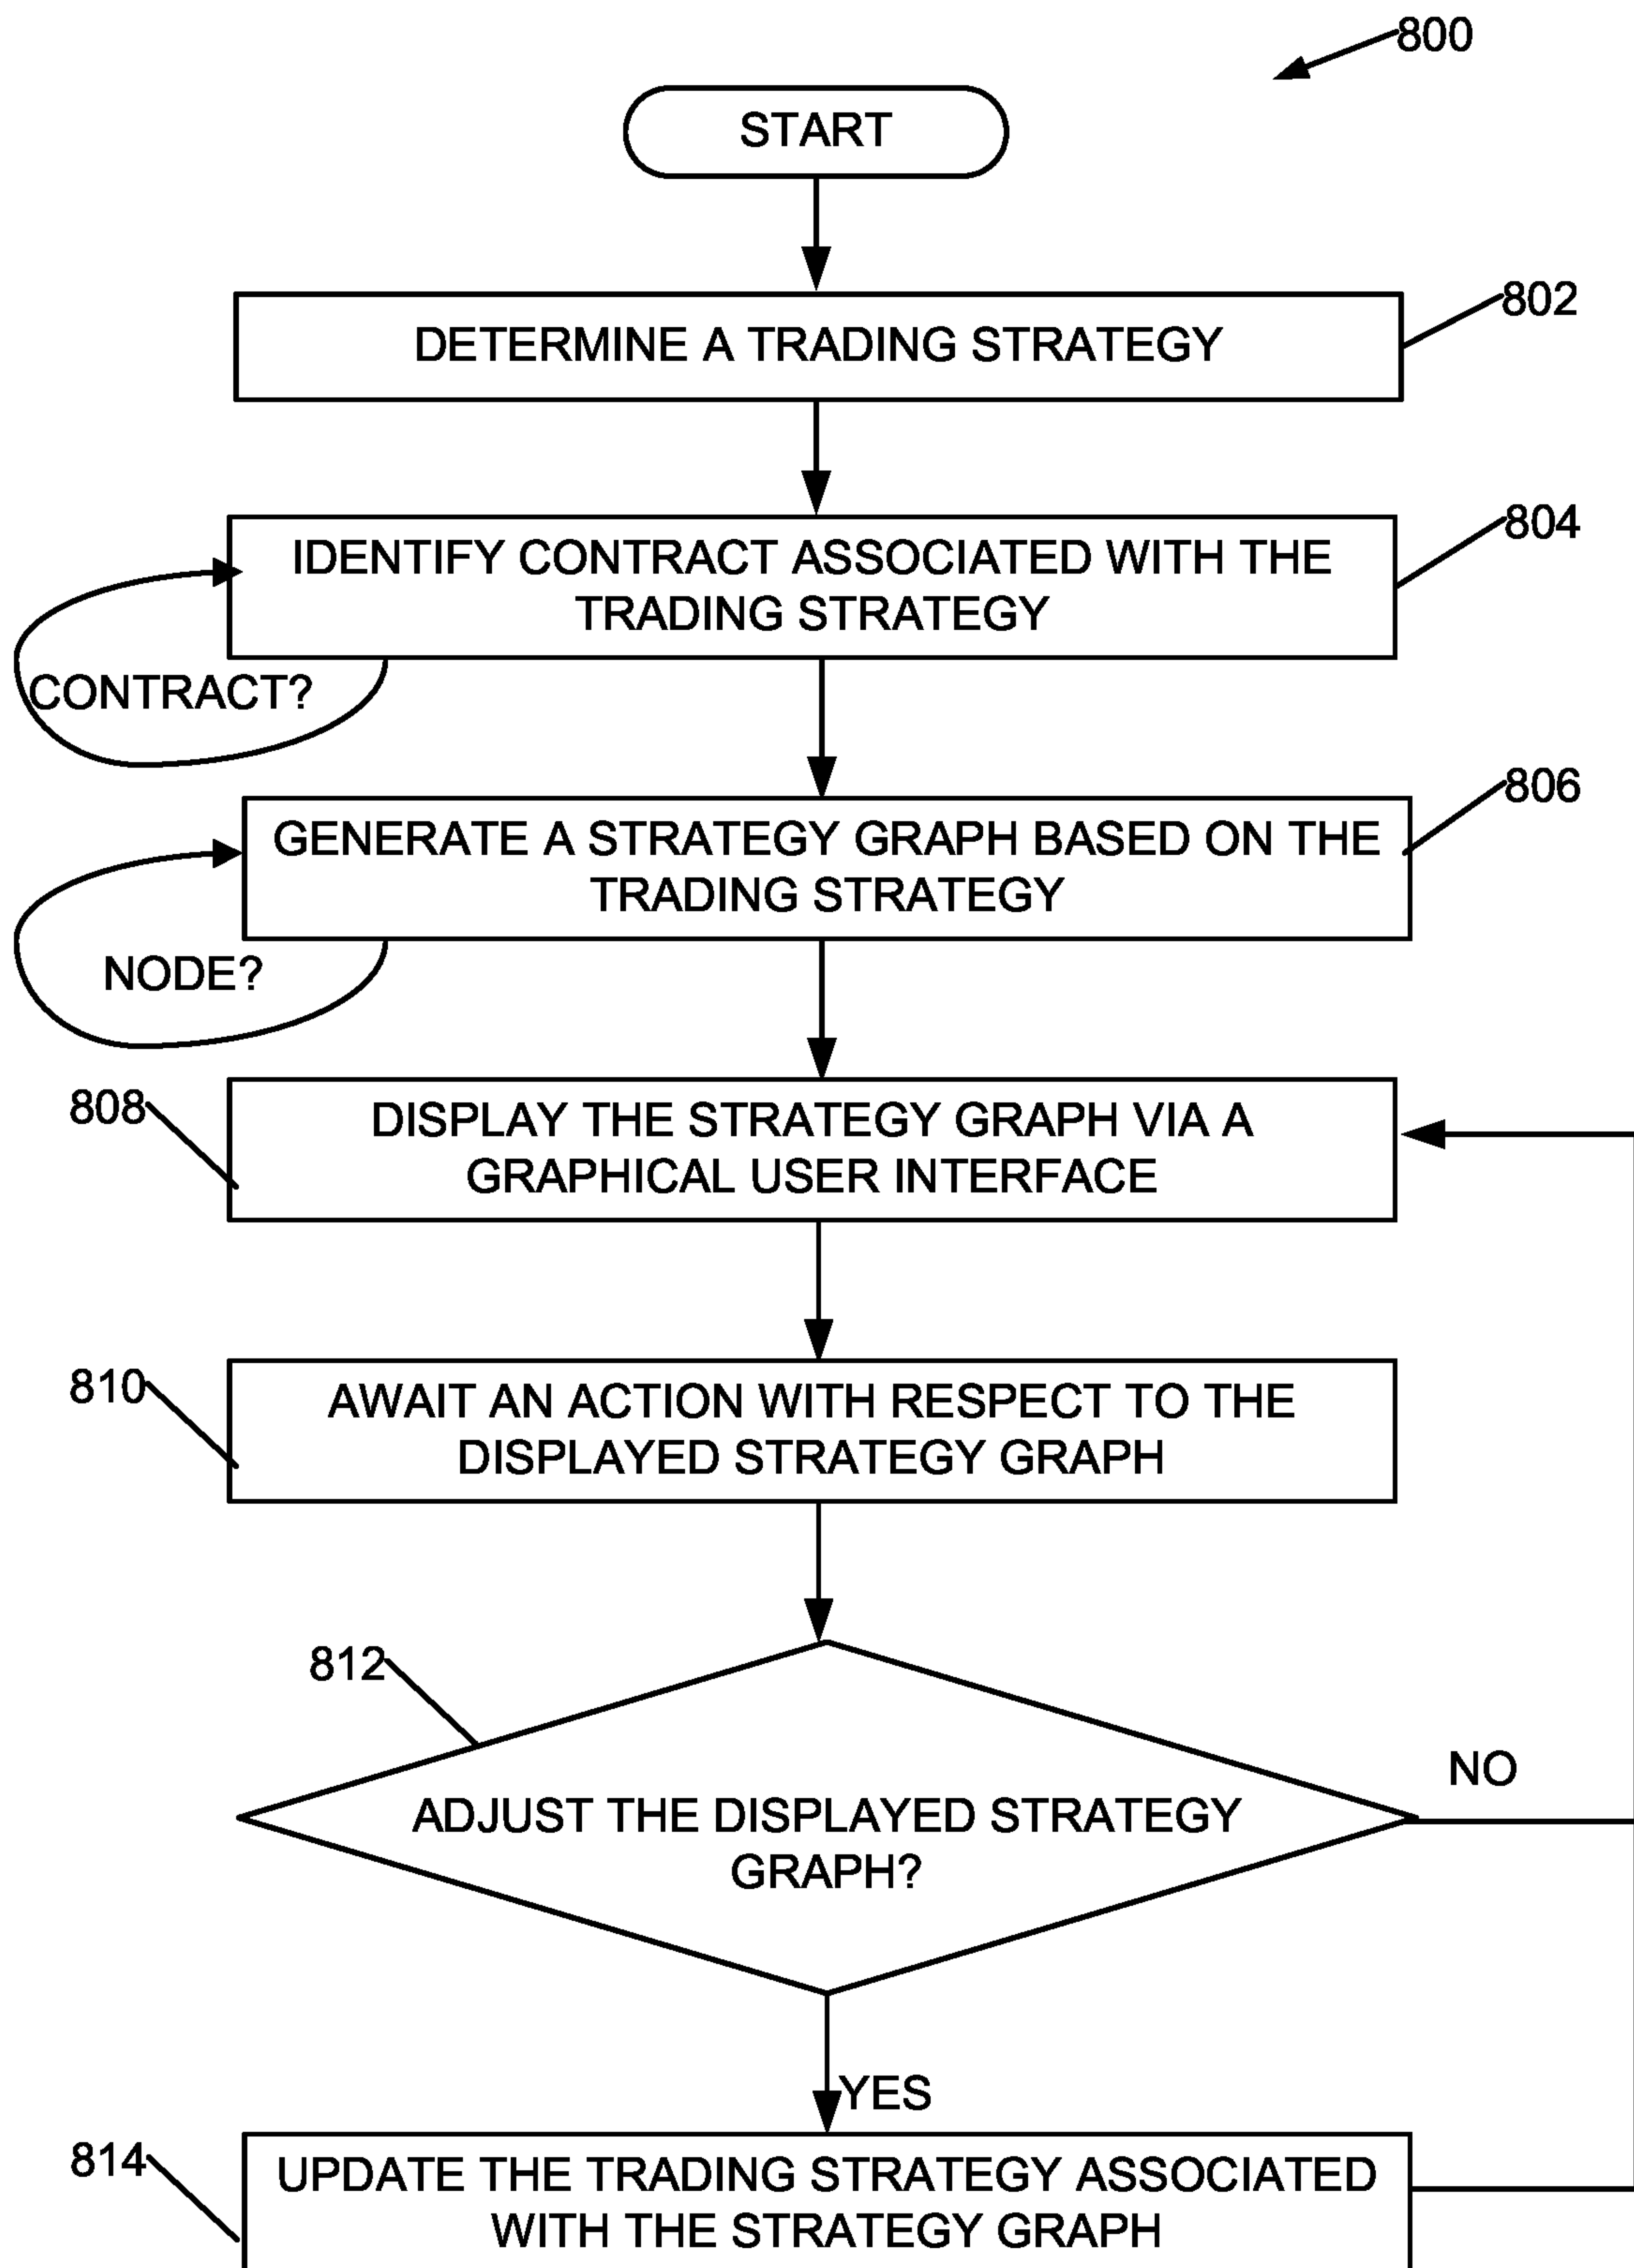 800
START
802
DETERMINE A TRADING STRATEGY
804
IDENTIFY CONTRACT ASSOCIATED WITH THE
TRADING STRATEGY
CONTRACT?
806
GENERATE A STRATEGY GRAPH BASED ON THE
TRADING STRATEGY
NODE?
808
DISPLAY THE STRATEGY GRAPH VIA A
GRAPHICAL USER INTERFACE
810
AWAIT AN ACTION WITH RESPECT TO THE
DISPLAYED STRATEGY GRAPH
812
NO
ADJUST THE DISPLAYED STRATEGY
GRAPH?
YES
814
UPDATE THE TRADING STRATEGY ASSOCIATED
WITH THE STRATEGY GRAPH